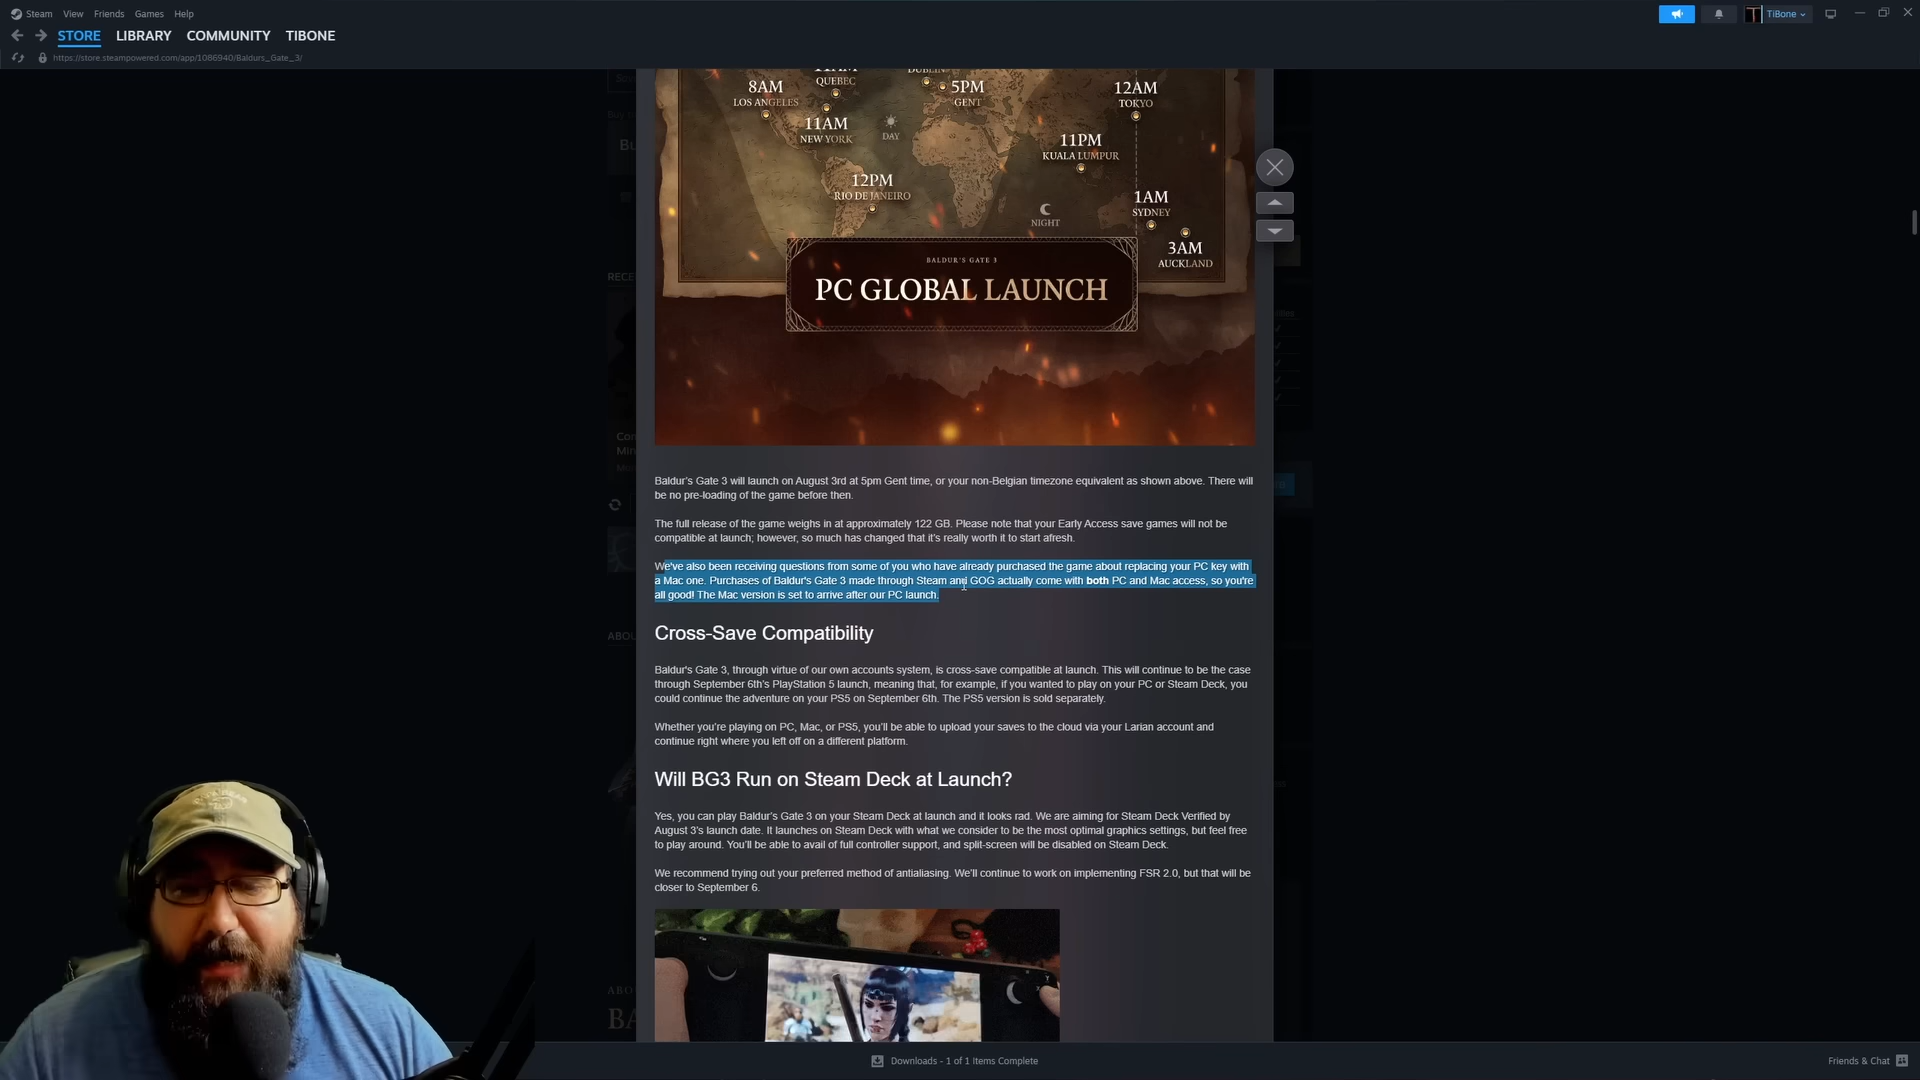 Steam View Friends Games Help
TiBone
STORE LIBRARY COMMUNITY TIBONE
https://store.steampowered.com/app/1086940/Baldurs_Gate_3/
QUEBEC
DUBLIN
8AM
LOS ANGELES
5PM
GENT
12AM
TOKYO
11AM
NEW YORK
DAY
11PM
KUALA LUMPUR
12PM
RIO DE JANEIRO
1AM
SYDNEY
NIGHT
3AM
AUCKLAND
BALDUR'S GATE 3
PC GLOBAL LAUNCH
Baldur's Gate 3 will launch on August 3rd at 5pm Gent time, or your non-Belgian timezone equivalent as shown above. There will
be no pre-loading of the game before then.
The full release of the game weighs in at approximately 122 GB. Please note that your Early Access save games will not be
compatible at launch; however, so much has changed that it's really worth it to start afresh.
We've also been receiving questions from some of you who have already purchased the game about replacing your PC key with
a Mac one. Purchases of Baldur's Gate 3 made through Steam and GOG actually come with both PC and Mac access, so you're
all good! The Mac version is set to arrive after our PC launch.
Cross-Save Compatibility
Baldur's Gate 3, through virtue of our own accounts system, is cross-save compatible at launch. This will continue to be the case
through September 6th's PlayStation 5 launch, meaning that, for example, if you wanted to play on your PC or Steam Deck, you
could continue the adventure on your PS5 on September 6th. The PS5 version is sold separately.
Whether you're playing on PC, Mac, or PS5, you'll be able to upload your saves to the cloud via your Larian account and
continue right where you left off on a different platform.
Will BG3 Run on Steam Deck at Launch?
Yes, you can play Baldur's Gate 3 on your Steam Deck at launch and it looks rad. We are aiming for Steam Deck Verified by
August 3's launch date. It launches on Steam Deck with what we consider to be the most optimal graphics settings, but feel free
to play around. You'll be able to avail of full controller support, and split-screen will be disabled on Steam Deck.
We recommend trying out your preferred method of antialiasing. We'll continue to work on implementing FSR 2.0, but that will be
closer to September 6.
Downloads - 1 of 1 Items Complete
Friends & Chat